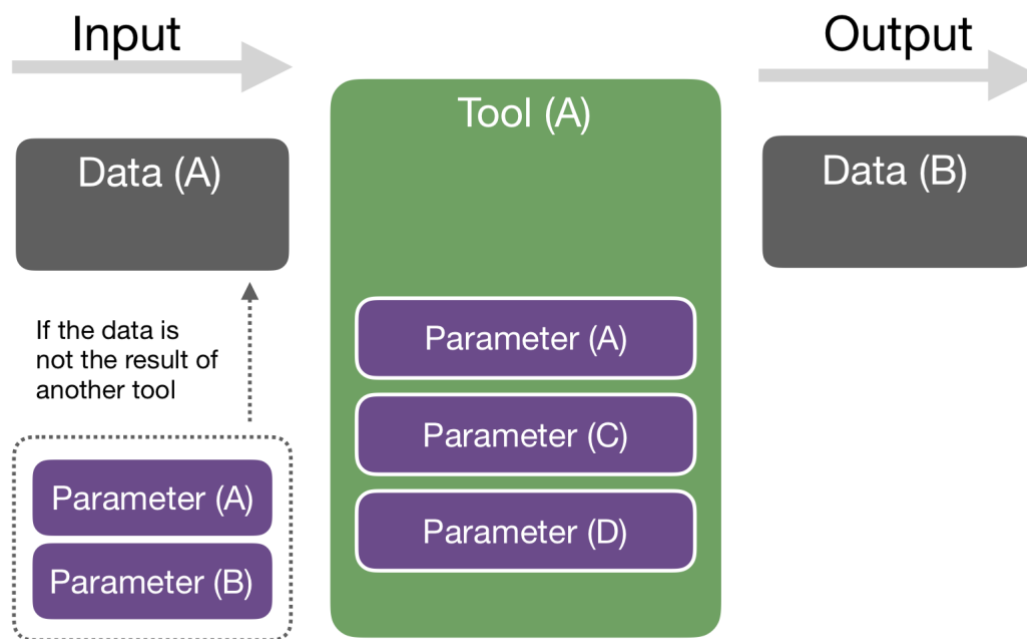 Input
Output
Tool (A)
Data (A)
Data (B)
If the data is
not the result of
another tool
Parameter (A)
Parameter (C)
Parameter (D)
Parameter (A)
Parameter (B)